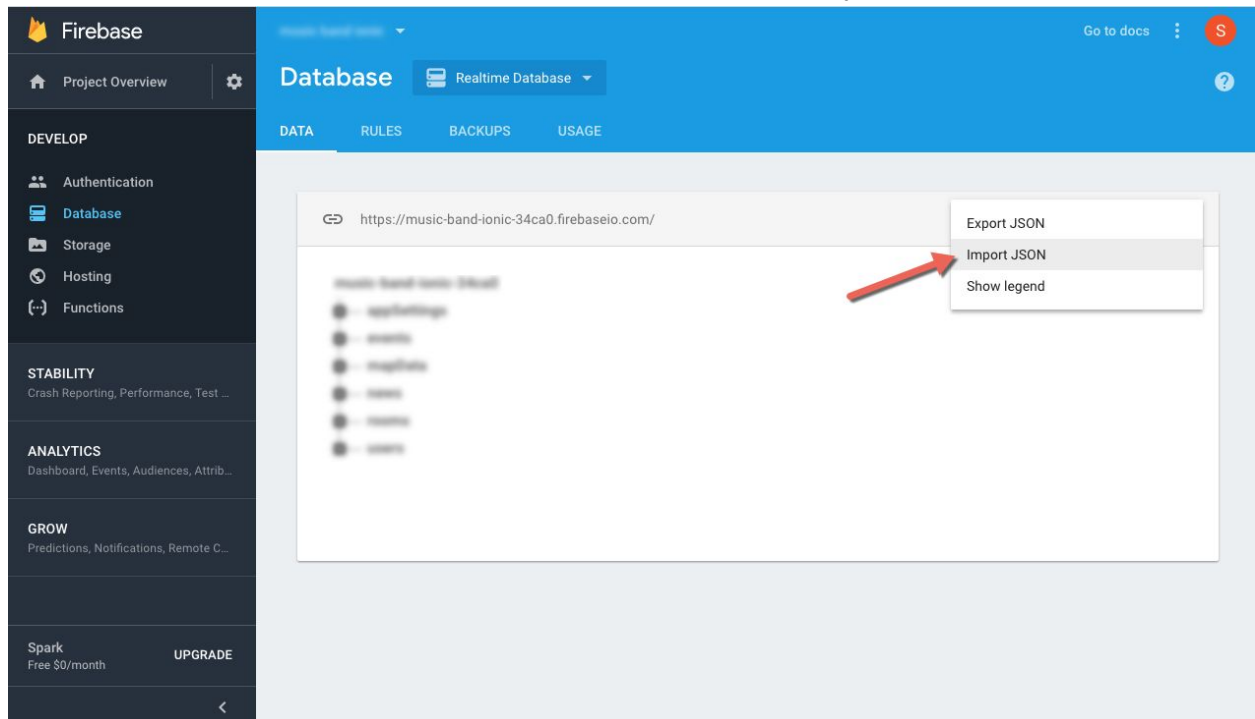 Firebase
Go to docs
S
Project Overview
Database
Realtime Database
?
DATA RULES BACKUPS USAGE
DEVELOP
Authentication
Database
Storage
Hosting
Functions
https://music-band-ionic-34ca0.firebaseio.com/
Export JSON
Import JSON
Show legend
STABILITY
Crash Reporting, Performance, Test ...
ANALYTICS
Dashboard, Events, Audiences, Attrib...
GROW
Predictions, Notifications, Remote C...
Spark
Free $0/month
UPGRADE